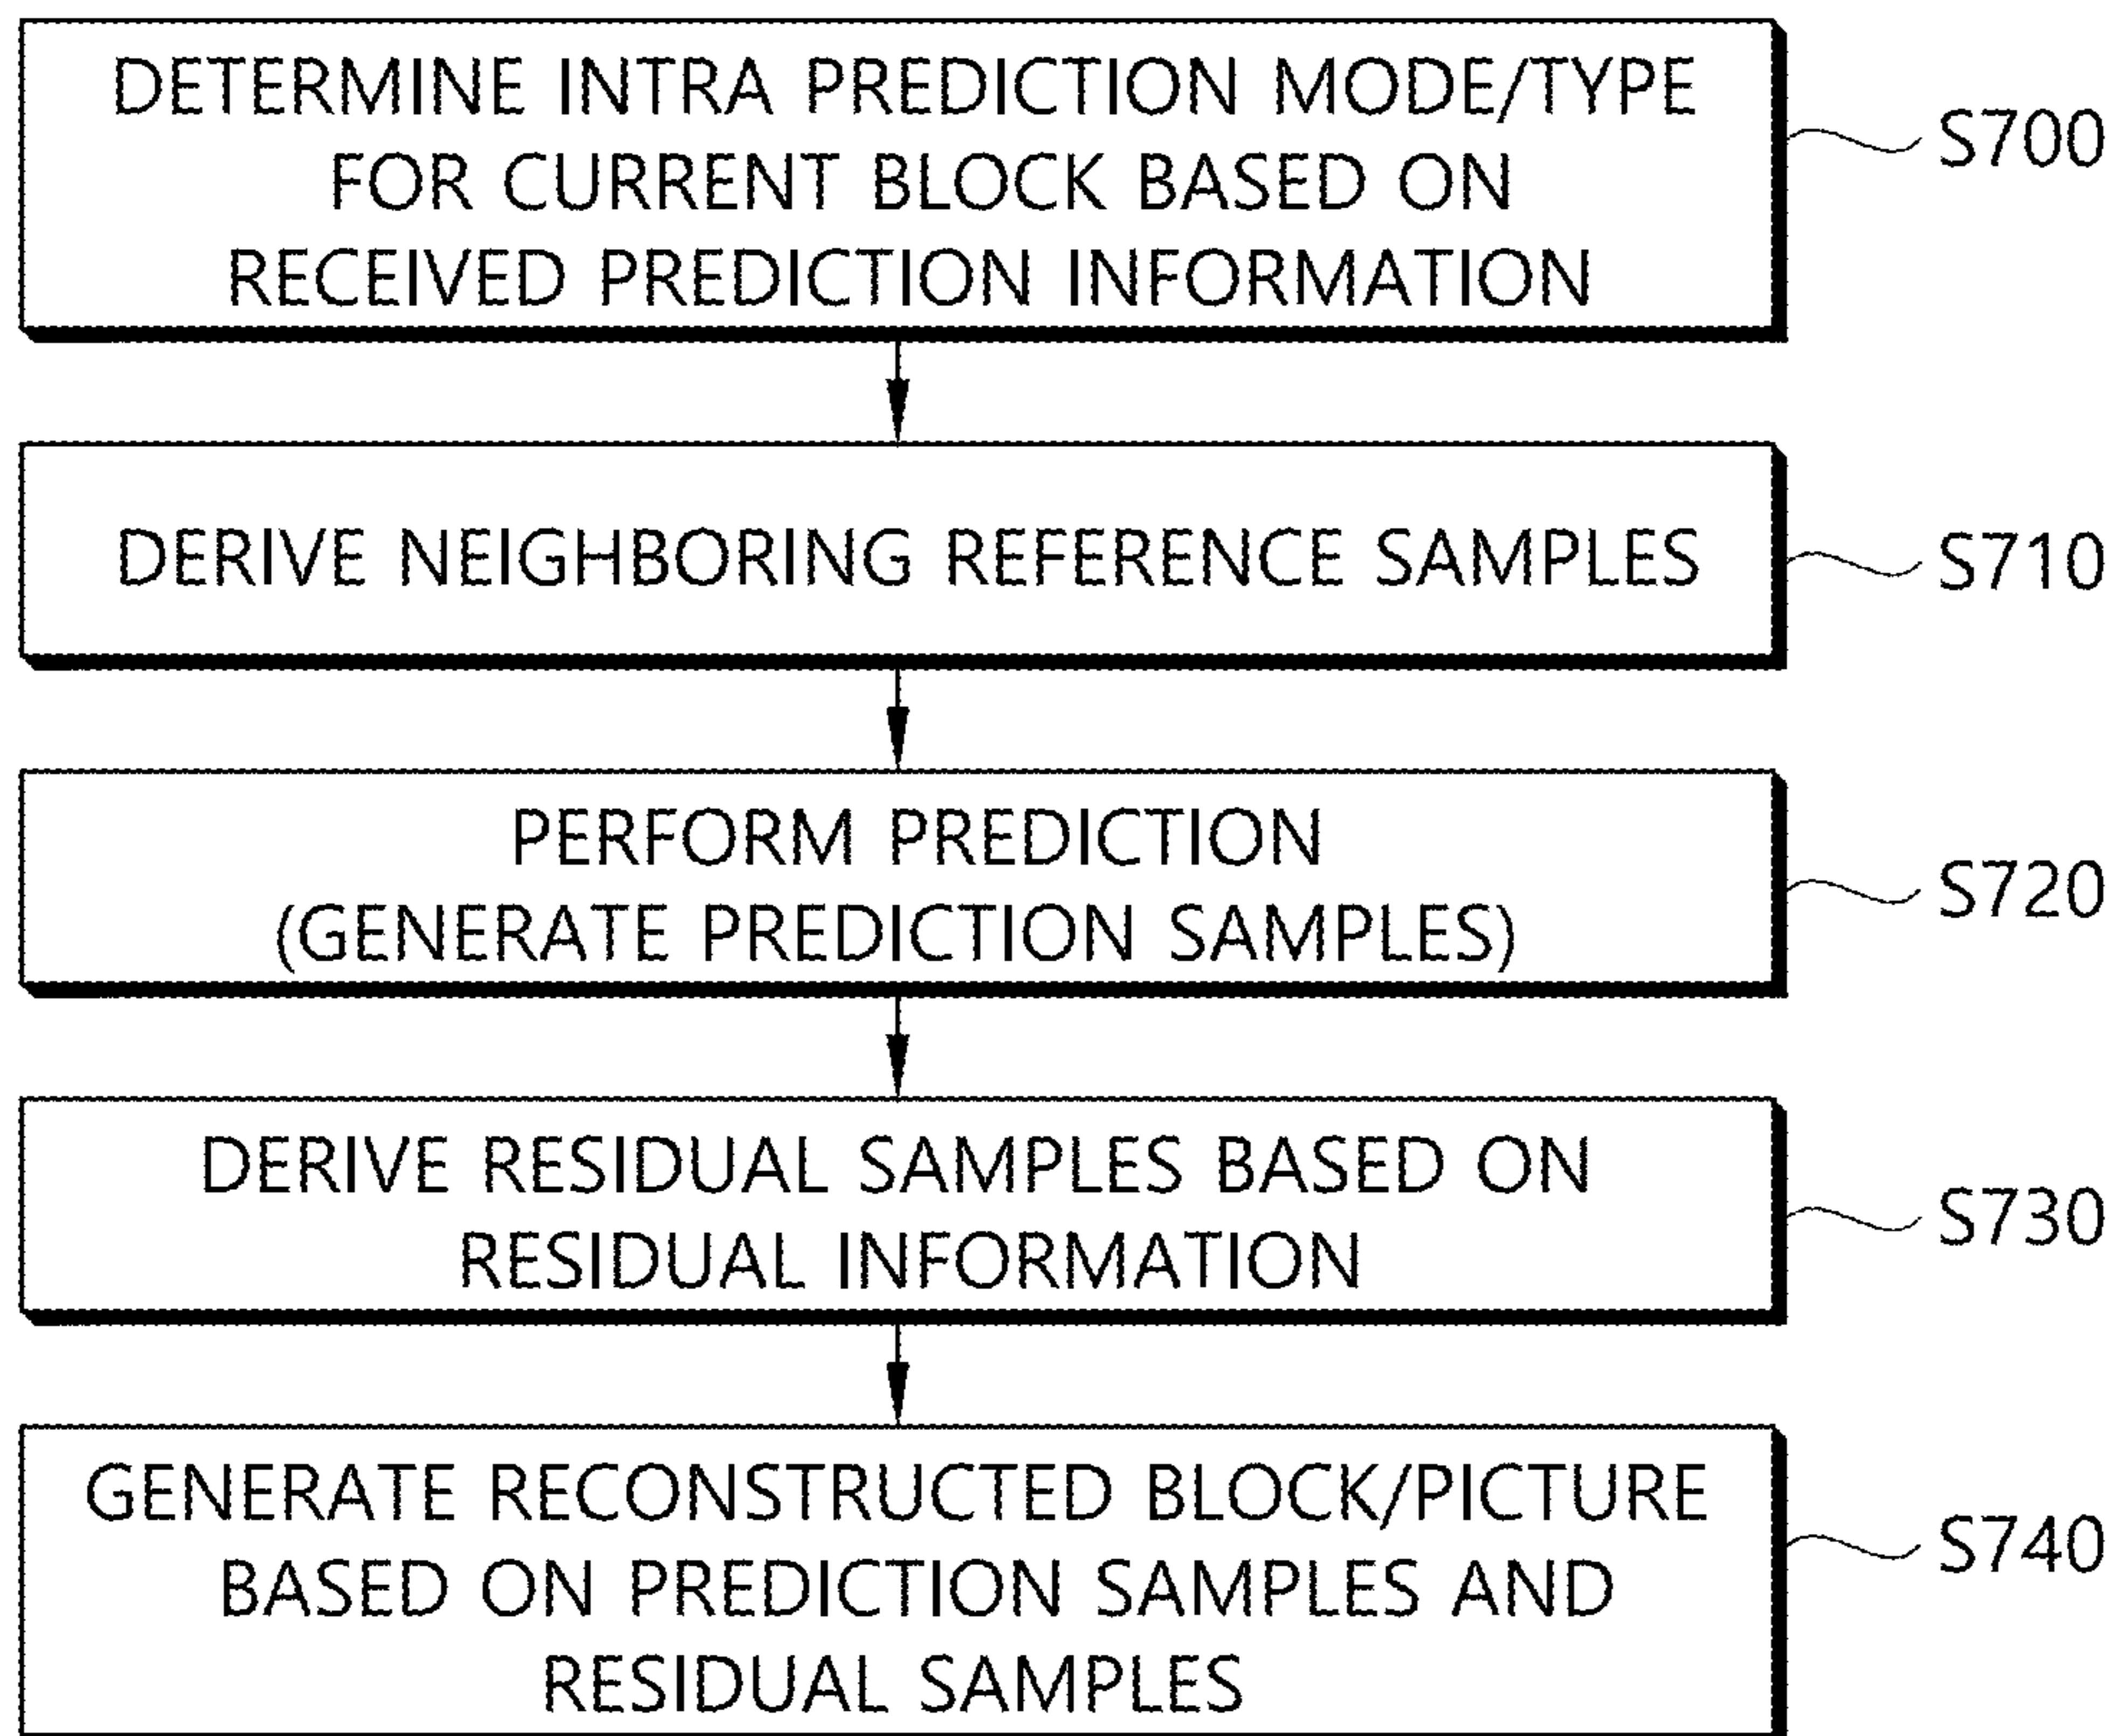 DETERMINE INTRA PREDICTION MODE/TYPE
FOR CURRENT BLOCK BASED ON
RECEIVED PREDICTION INFORMATION
S700
DERIVE NEIGHBORING REFERENCE SAMPLES
S710
PERFORM PREDICTION
(GENERATE PREDICTION SAMPLES)
S720
DERIVE RESIDUAL SAMPLES BASED ON
RESIDUAL INFORMATION
S730
GENERATE RECONSTRUCTED BLOCK/PICTURE
BASED ON PREDICTION SAMPLES AND
RESIDUAL SAMPLES
S740